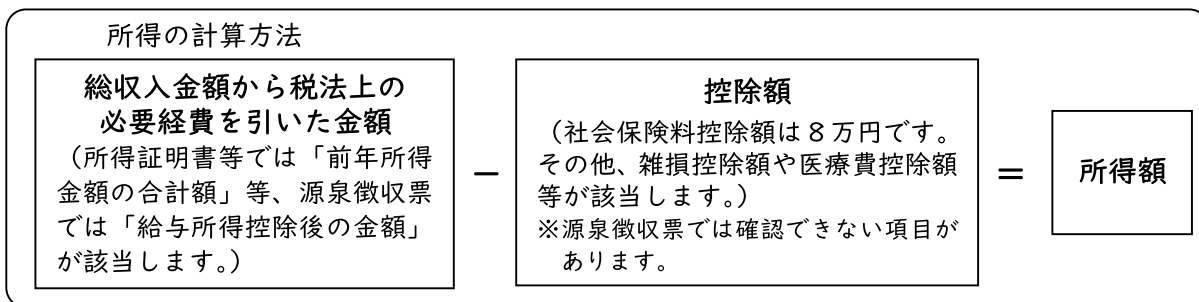 所得の計算方法
総収入金額から税法上の
必要経費を引いた金額
（所得証明書等では「前年所得
金額の合計額」等、源泉徴収票
では「給与所得控除後の金額」
が該当します。）
−
控除額
（社会保険料控除額は８万円です。
その他、雑損控除額や医療費控除額
等が該当します。）
※源泉徴収票では確認できない項目が
あります。
＝
所得額